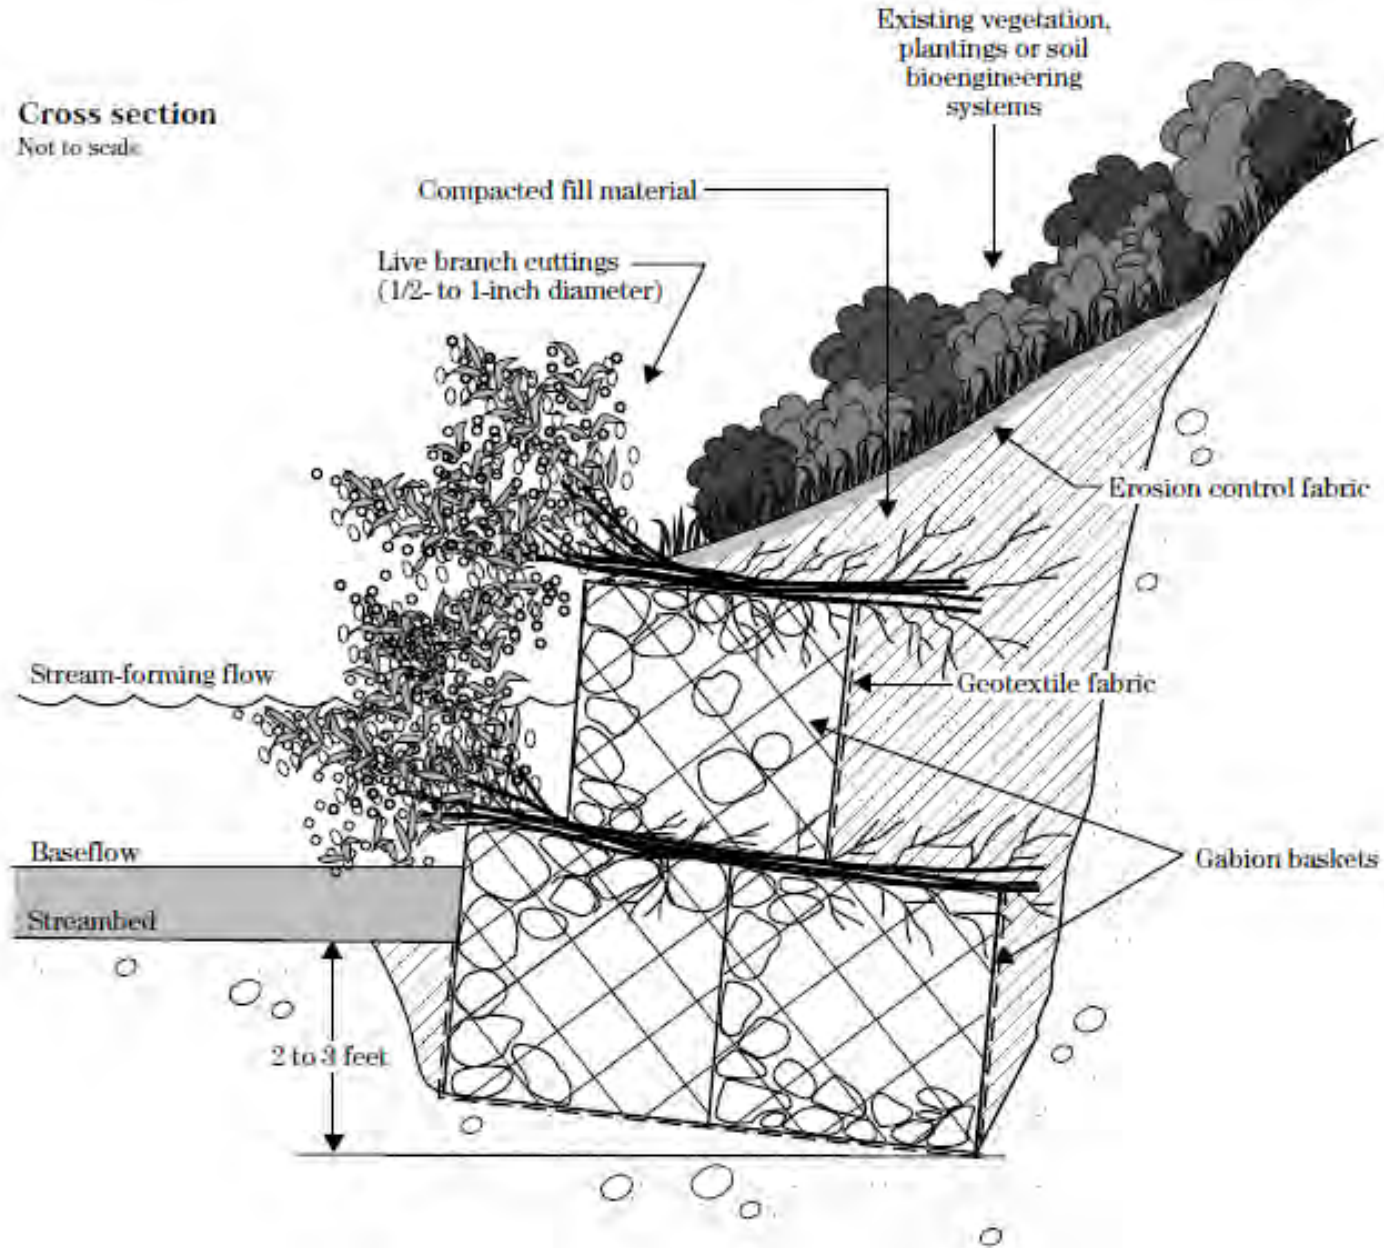 Existing vegetation,
plantings or soil
bioengineering
systems
Cross section
Not to scale
Compacted fill material
Live branch cuttings
(1/2- to 1-inch diameter)
Erosion control fabric
Stream-forming flow
Geotextile fabric
Baseflow
Gabion baskets
Streambed
2 to 3 feet